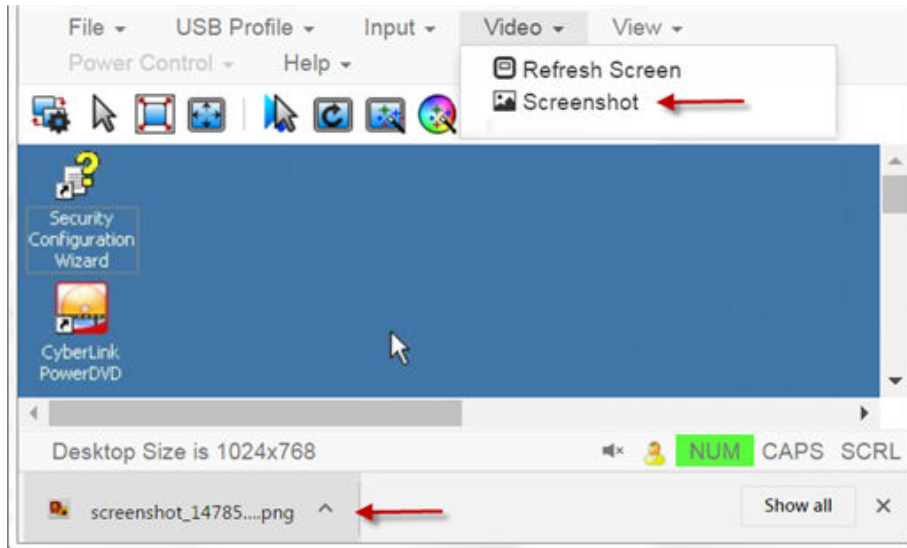 File USB Profile Input Video View
Power Control Help
Refresh Screen
Screenshot
Security
Configuration
Wizard
CyberLink
PowerDVD
Desktop Size is 1024x768 NUM CAPS SCRL
screenshot_14785....png Show all